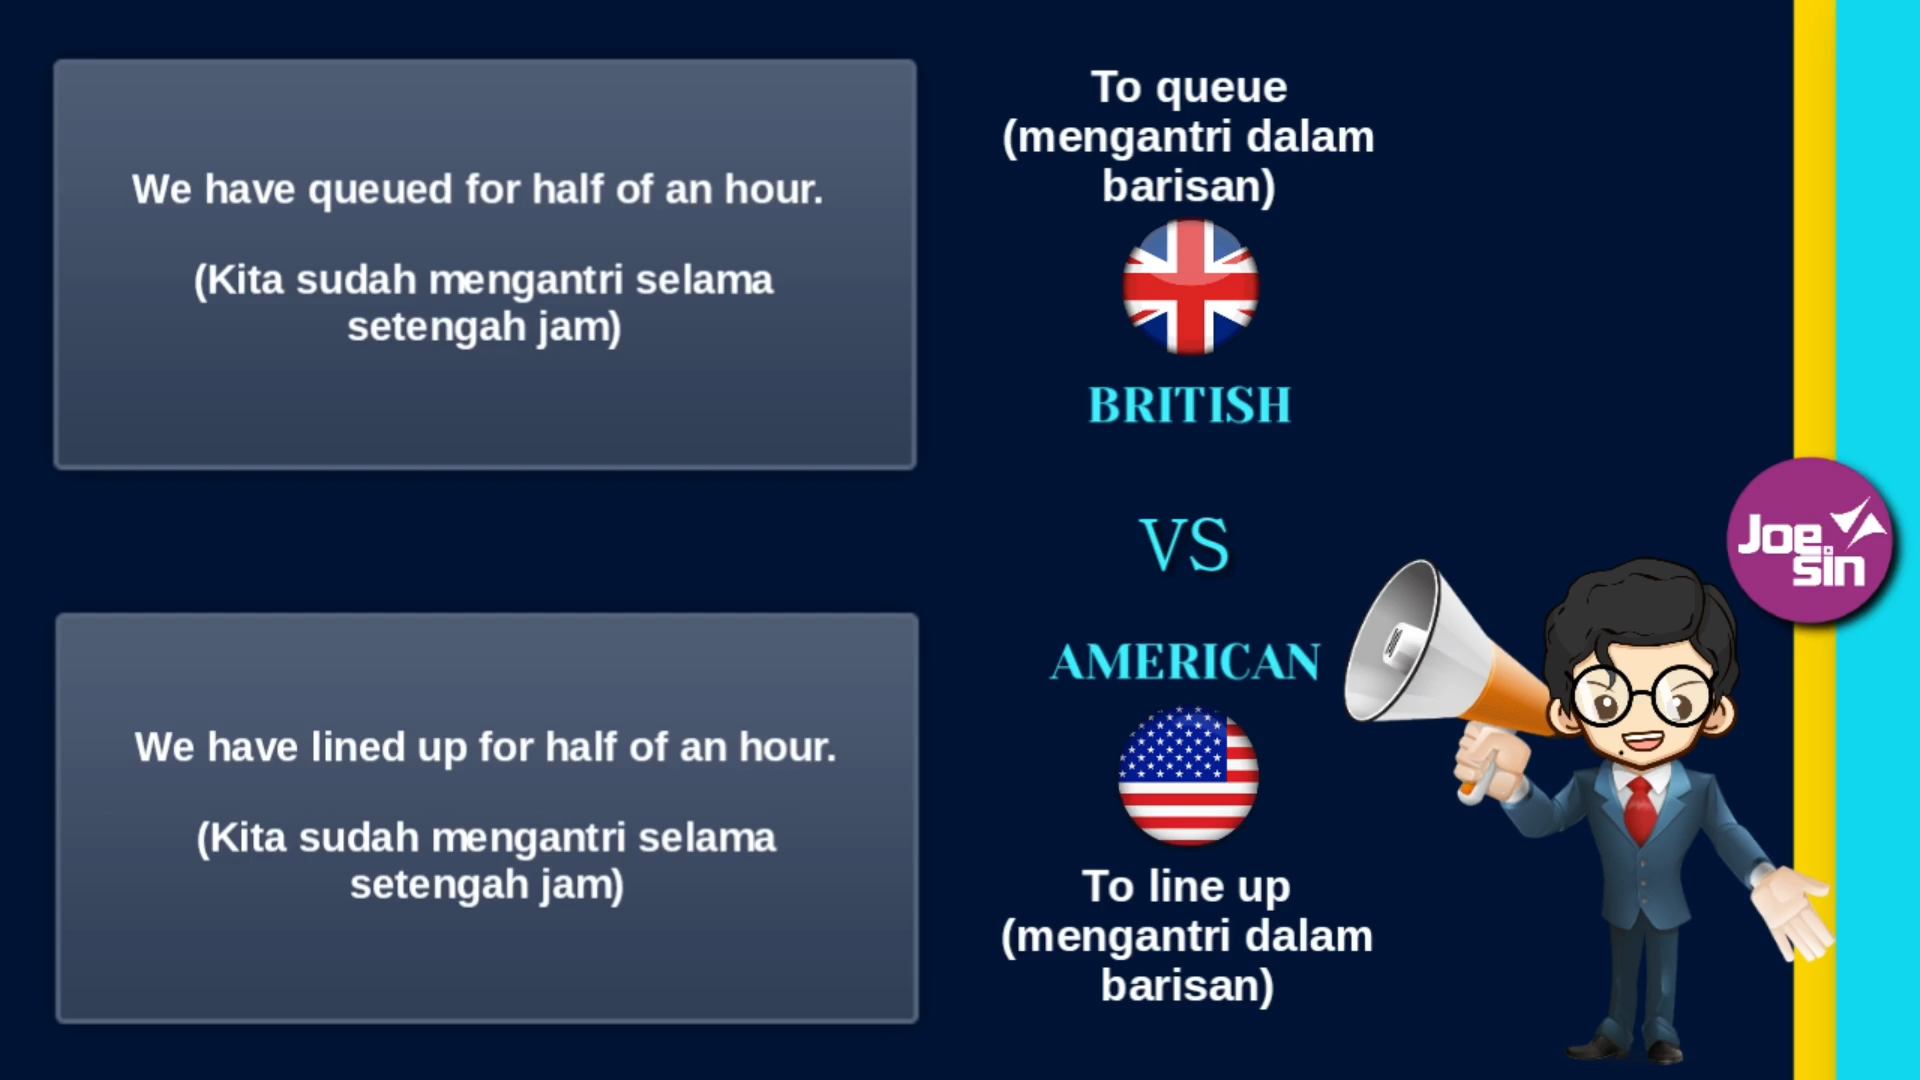 We have queued for half of an hour.
(Kita sudah mengantri selama
setengah jam)
To queue
(mengantri dalam
barisan)
BRITISH
VS
AMERICAN
To line up
(mengantri dalam
barisan)
We have lined up for half of an hour.
(Kita sudah mengantri selama
setengah jam)
Joe
sin